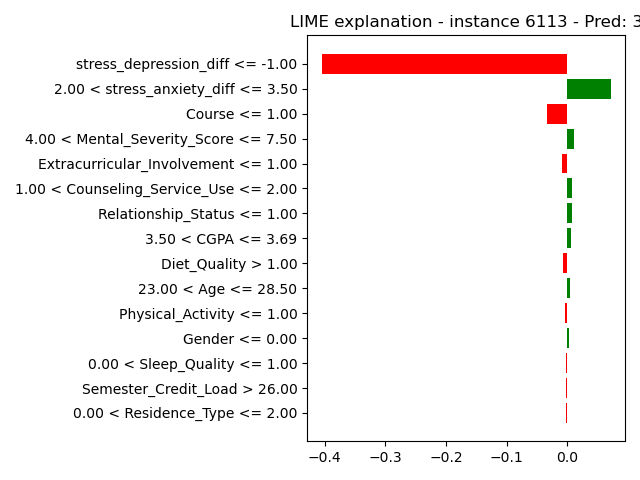 LIME explanation - instance 6113 - Pred: 3
stress_depression_diff <= -1.00
2.00 < stress_anxiety_diff <= 3.50
Course <= 1.00
4.00 < Mental_Severity_Score <= 7.50
Extracurricular_Involvement <= 1.00
1.00 < Counseling_Service_Use <= 2.00
Relationship_Status <= 1.00
3.50 < CGPA <= 3.69
Diet_Quality > 1.00
23.00 < Age <= 28.50
Physical_Activity <= 1.00
Gender <= 0.00
0.00 < Sleep_Quality <= 1.00
Semester_Credit_Load > 26.00
0.00 < Residence_Type <= 2.00
−0.4 −0.3 −0.2 −0.1 0.0